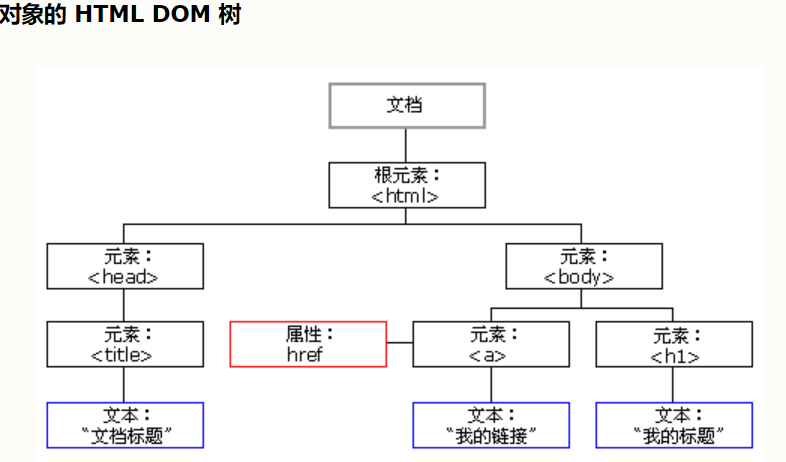 对象的 HTML DOM 树
文档
根元素：
<html>
元素：
<head>
元素：
<body>
元素：
<title>
属性：
href
元素：
<a>
元素：
<h1>
文本：
“文档标题”
文本：
“我的链接”
文本：
“我的标题”